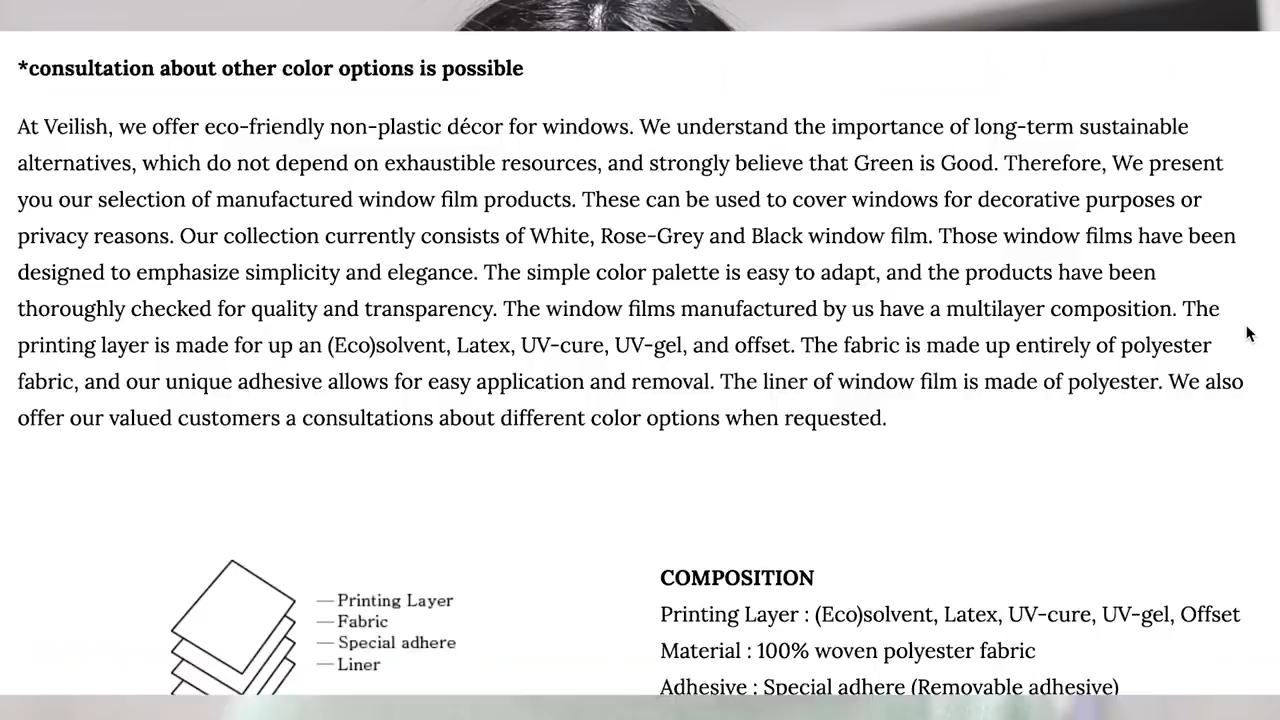 *consultation about other color options is possible
At Veilish, we offer eco-friendly non-plastic décor for windows. We understand the importance of long-term sustainable
alternatives, which do not depend on exhaustible resources, and strongly believe that Green is Good. Therefore, We present
you our selection of manufactured window film products. These can be used to cover windows for decorative purposes or
privacy reasons. Our collection currently consists of White, Rose-Grey and Black window film. Those window films have been
designed to emphasize simplicity and elegance. The simple color palette is easy to adapt, and the products have been
thoroughly checked for quality and transparency. The window films manufactured by us have a multilayer composition. The
printing layer is made for up an (Eco)solvent, Latex, UV-cure, UV-gel, and offset. The fabric is made up entirely of polyester
fabric, and our unique adhesive allows for easy application and removal. The liner of window film is made of polyester. We also
offer our valued customers a consultations about different color options when requested.
Printing Layer
Fabric
Special adhere
Liner
COMPOSITION
Printing Layer : (Eco)solvent, Latex, UV-cure, UV-gel, Offset
Material : 100% woven polyester fabric
Adhesive : Special adhere (Removable adhesive)